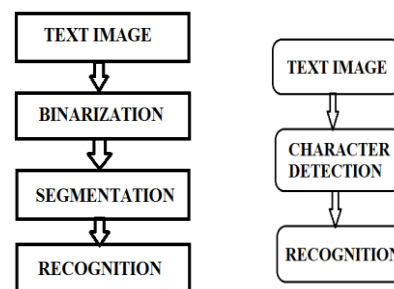 TEXT IMAGE
BINARIZATION
SEGMENTATION
RECOGNITION
TEXT IMAGE
CHARACTER
DETECTION
RECOGNITION